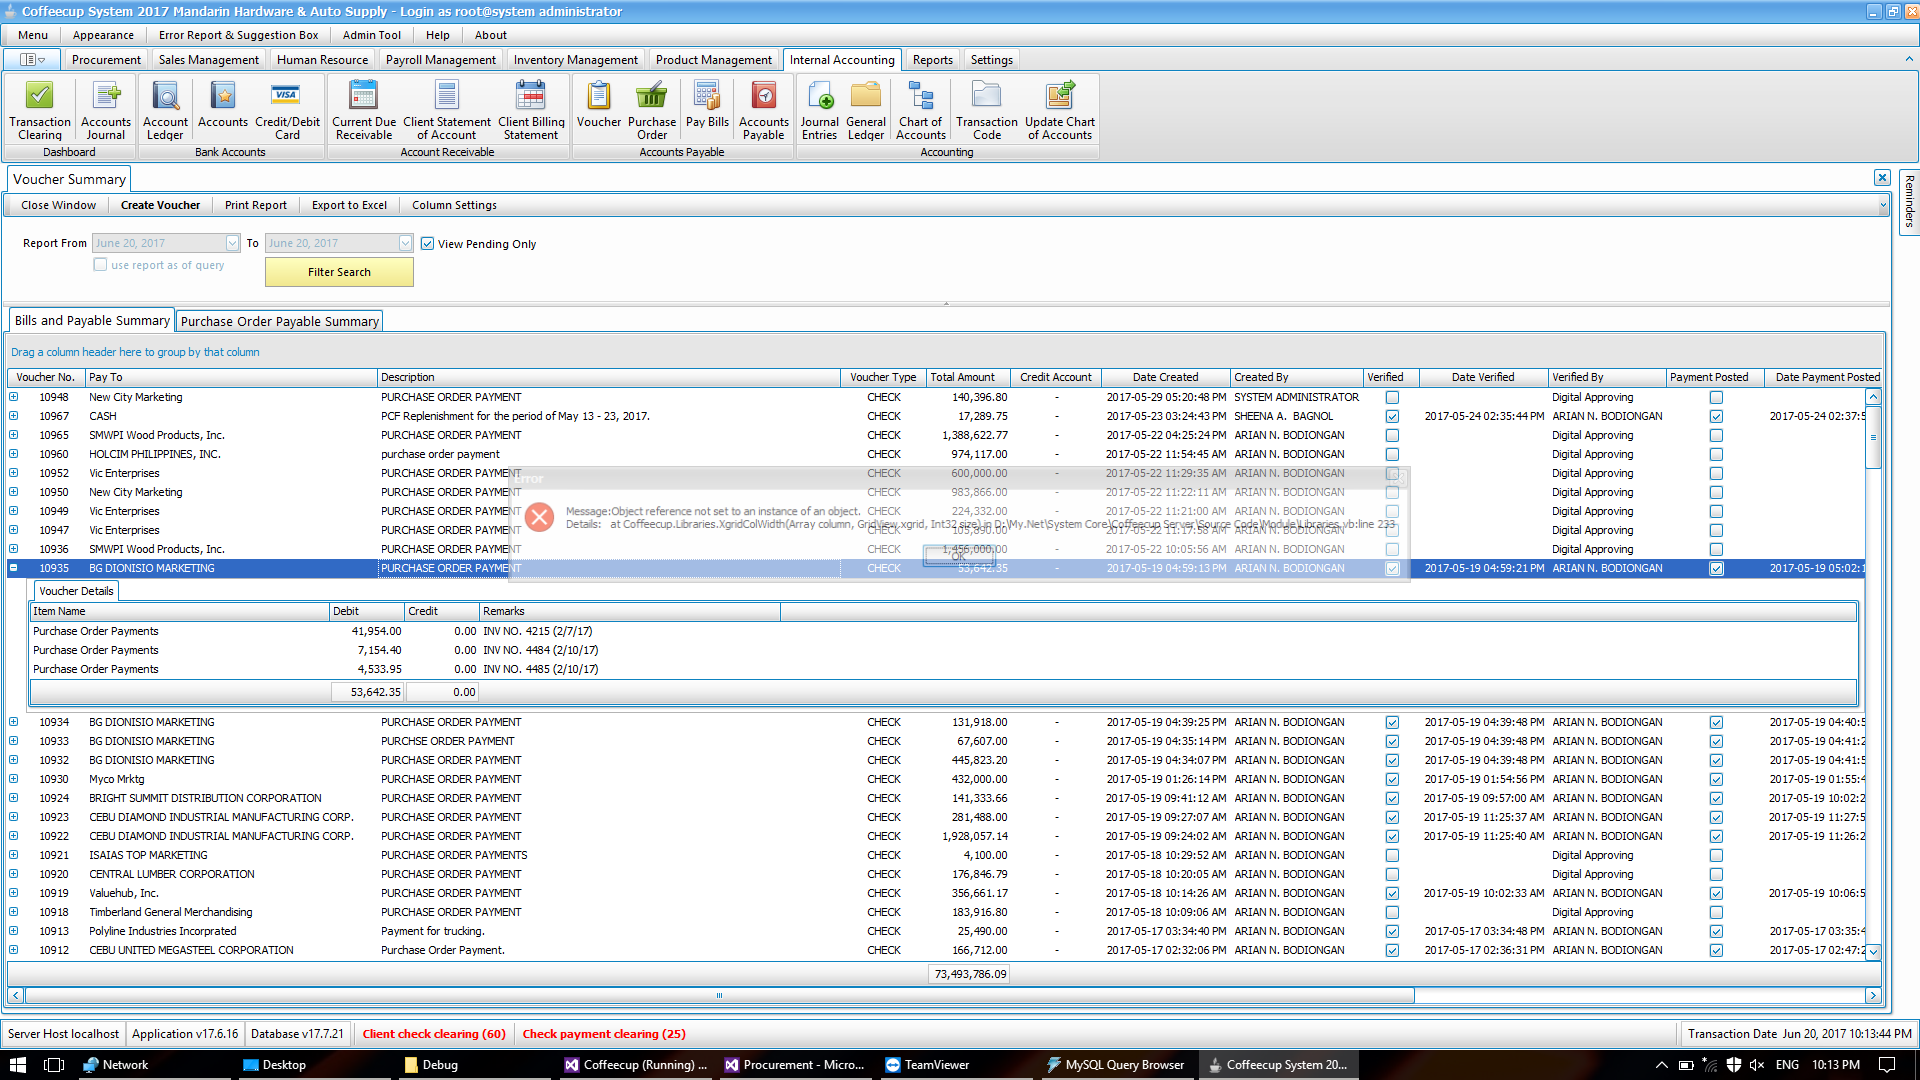 Coffeecup System 2017 Mandarin Hardware & Auto Supply - Login as root@system administrator
Menu Appearance Error Report & Suggestion Box Admin Tool Help About
Procurement Sales Management Human Resource Payroll Management Inventory Management Product Management Internal Accounting Reports Settings
Transaction Clearing Accounts Journal Account Ledger Accounts Credit/Debit Card Current Due Receivable Client Statement of Account Client Billing Statement Voucher Purchase Order Pay Bills Accounts Payable Journal Entries General Ledger Chart of Accounts Transaction Code Update Chart of Accounts
Dashboard Bank Accounts Account Receivable Accounts Payable Accounting
Voucher Summary
Reminders
Close Window Create Voucher Print Report Export to Excel Column Settings
Report From June 20, 2017 To June 20, 2017 View Pending Only
use report as of query
Filter Search
Bills and Payable Summary Purchase Order Payable Summary
Drag a column header here to group by that column
Voucher No. Pay To Description Voucher Type Total Amount Credit Account Date Created Created By Verified Date Verified Verified By Payment Posted Date Payment Posted
10948 New City Marketing PURCHASE ORDER PAYMENT CHECK 140,396.80 - 2017-05-29 05:20:48 PM SYSTEM ADMINISTRATOR Digital Approving
10967 CASH PCF Replenishment for the period of May 13 - 23, 2017. CHECK 17,289.75 - 2017-05-23 03:24:43 PM SHEENA A. BAGNOL 2017-05-24 02:35:44 PM ARIAN N. BODIONGAN 2017-05-24 02:37:5
10965 SMWPI Wood Products, Inc. PURCHASE ORDER PAYMENT CHECK 1,388,622.77 - 2017-05-22 04:25:24 PM ARIAN N. BODIONGAN Digital Approving
10960 HOLCIM PHILIPPINES, INC. purchase order payment CHECK 974,117.00 - 2017-05-22 11:54:45 AM ARIAN N. BODIONGAN Digital Approving
10952 Vic Enterprises PURCHASE ORDER PAYMENT CHECK 600,000.00 - 2017-05-22 11:29:35 AM ARIAN N. BODIONGAN Digital Approving
10950 New City Marketing PURCHASE ORDER PAYMENT CHECK 983,866.00 - 2017-05-22 11:22:11 AM ARIAN N. BODIONGAN Digital Approving
10949 Vic Enterprises PURCHASE ORDER PAYMENT CHECK 224,332.00 - 2017-05-22 11:21:00 AM ARIAN N. BODIONGAN Digital Approving
10947 Vic Enterprises PURCHASE ORDER PAYMENT CHECK 105,890.00 - 2017-05-22 11:17:58 AM ARIAN N. BODIONGAN Digital Approving
10936 SMWPI Wood Products, Inc. PURCHASE ORDER PAYMENT CHECK 1,456,000.00 - 2017-05-22 10:05:56 AM ARIAN N. BODIONGAN Digital Approving
10935 BG DIONISIO MARKETING PURCHASE ORDER PAYMENT CHECK 53,642.35 - 2017-05-19 04:59:13 PM ARIAN N. BODIONGAN 2017-05-19 04:59:21 PM ARIAN N. BODIONGAN 2017-05-19 05:02:1
Error
Message:Object reference not set to an instance of an object.
Details: at Coffeecup.Libraries.XgridColWidth(Array column, GridView xgrid, Int32 size) in D:\My.Net\System Core\Coffeecup Server\Source Code\Module\Libraries.vb:line 233
OK
Voucher Details
Item Name Debit Credit Remarks
Purchase Order Payments 41,954.00 0.00 INV NO. 4215 (2/7/17)
Purchase Order Payments 7,154.40 0.00 INV NO. 4484 (2/10/17)
Purchase Order Payments 4,533.95 0.00 INV NO. 4485 (2/10/17)
53,642.35 0.00
10934 BG DIONISIO MARKETING PURCHASE ORDER PAYMENT CHECK 131,918.00 - 2017-05-19 04:39:25 PM ARIAN N. BODIONGAN 2017-05-19 04:39:48 PM ARIAN N. BODIONGAN 2017-05-19 04:40:5
10933 BG DIONISIO MARKETING PURCHSE ORDER PAYMENT CHECK 67,607.00 - 2017-05-19 04:35:14 PM ARIAN N. BODIONGAN 2017-05-19 04:39:48 PM ARIAN N. BODIONGAN 2017-05-19 04:41:2
10932 BG DIONISIO MARKETING PURCHASE ORDER PAYMENT CHECK 445,823.20 - 2017-05-19 04:34:07 PM ARIAN N. BODIONGAN 2017-05-19 04:39:48 PM ARIAN N. BODIONGAN 2017-05-19 04:41:5
10930 Myco Mrktg PURCHASE ORDER PAYMENT CHECK 432,000.00 - 2017-05-19 01:26:14 PM ARIAN N. BODIONGAN 2017-05-19 01:54:56 PM ARIAN N. BODIONGAN 2017-05-19 01:55:4
10924 BRIGHT SUMMIT DISTRIBUTION CORPORATION PURCHASE ORDER PAYMENT CHECK 141,333.66 - 2017-05-19 09:41:12 AM ARIAN N. BODIONGAN 2017-05-19 09:57:00 AM ARIAN N. BODIONGAN 2017-05-19 10:02:2
10923 CEBU DIAMOND INDUSTRIAL MANUFACTURING CORP. PURCHASE ORDER PAYMENT CHECK 281,488.00 - 2017-05-19 09:27:07 AM ARIAN N. BODIONGAN 2017-05-19 11:25:37 AM ARIAN N. BODIONGAN 2017-05-19 11:27:5
10922 CEBU DIAMOND INDUSTRIAL MANUFACTURING CORP. PURCHASE ORDER PAYMENT CHECK 1,928,057.14 - 2017-05-19 09:24:02 AM ARIAN N. BODIONGAN 2017-05-19 11:25:40 AM ARIAN N. BODIONGAN 2017-05-19 11:26:2
10921 ISAIAS TOP MARKETING PURCHASE ORDER PAYMENTS CHECK 4,100.00 - 2017-05-18 10:29:52 AM ARIAN N. BODIONGAN Digital Approving
10920 CENTRAL LUMBER CORPORATION PURCHASE ORDER PAYMENT CHECK 176,846.79 - 2017-05-18 10:20:05 AM ARIAN N. BODIONGAN Digital Approving
10919 Valuehub, Inc. PURCHASE ORDER PAYMENT CHECK 356,661.17 - 2017-05-18 10:14:26 AM ARIAN N. BODIONGAN 2017-05-19 10:02:33 AM ARIAN N. BODIONGAN 2017-05-19 10:06:5
10918 Timberland General Merchandising PURCHASE ORDER PAYMENT CHECK 183,916.80 - 2017-05-18 10:09:06 AM ARIAN N. BODIONGAN Digital Approving
10913 Polyline Industries Incorprated Payment for trucking. CHECK 25,490.00 - 2017-05-17 03:34:40 PM ARIAN N. BODIONGAN 2017-05-17 03:34:48 PM ARIAN N. BODIONGAN 2017-05-17 03:35:4
10912 CEBU UNITED MEGASTEEL CORPORATION Purchase Order Payment. CHECK 166,712.00 - 2017-05-17 02:32:06 PM ARIAN N. BODIONGAN 2017-05-17 02:36:31 PM ARIAN N. BODIONGAN 2017-05-17 02:47:2
73,493,786.09
Server Host localhost Application v17.6.16 Database v17.7.21 Client check clearing (60) Check payment clearing (25) Transaction Date Jun 20, 2017 10:13:44 PM
Network Desktop Debug Coffeecup (Running) ... Procurement - Micro... TeamViewer MySQL Query Browser Coffeecup System 20... ENG 10:13 PM